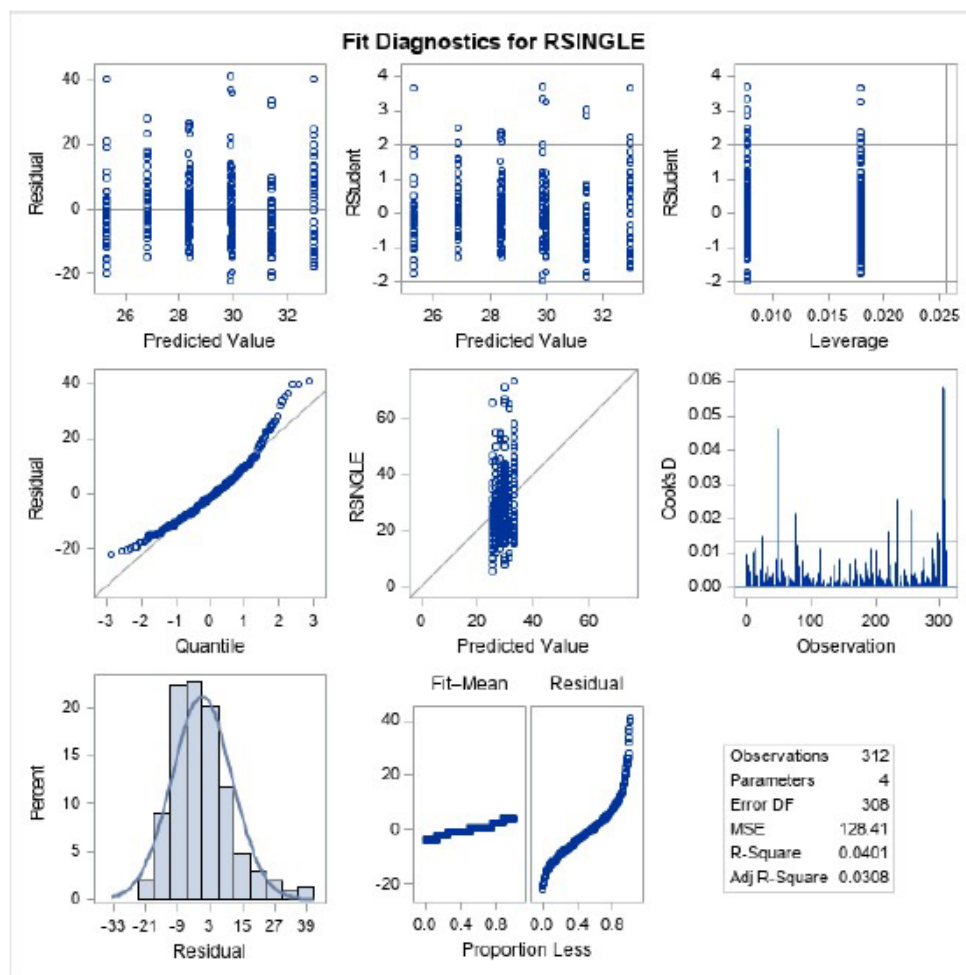 Fit Diagnostics for RSINGLE
40
20
0
-20
Residual
26 28 30 32
Predicted Value
4
3
2
1
0
-1
-2
RStudent
26 28 30 32
Predicted Value
4
3
2
1
0
-1
-2
RStudent
0.010 0.015 0.020 0.025
Leverage
40
20
0
-20
Residual
-3 -2 -1 0 1 2 3
Quantile
60
40
20
0
RSINGLE
0 20 40 60
Predicted Value
0.06
0.05
0.04
0.03
0.02
0.01
0.00
Cook's D
0 100 200 300
Observation
20
15
10
5
0
Percent
-33 -21 -9 3 15 27 39
Residual
Fit–Mean Residual
40
20
0
-20
0.0 0.4 0.8 0.0 0.4 0.8
Proportion Less
Observations 312
Parameters 4
Error DF 308
MSE 128.41
R-Square 0.0401
Adj R-Square 0.0308